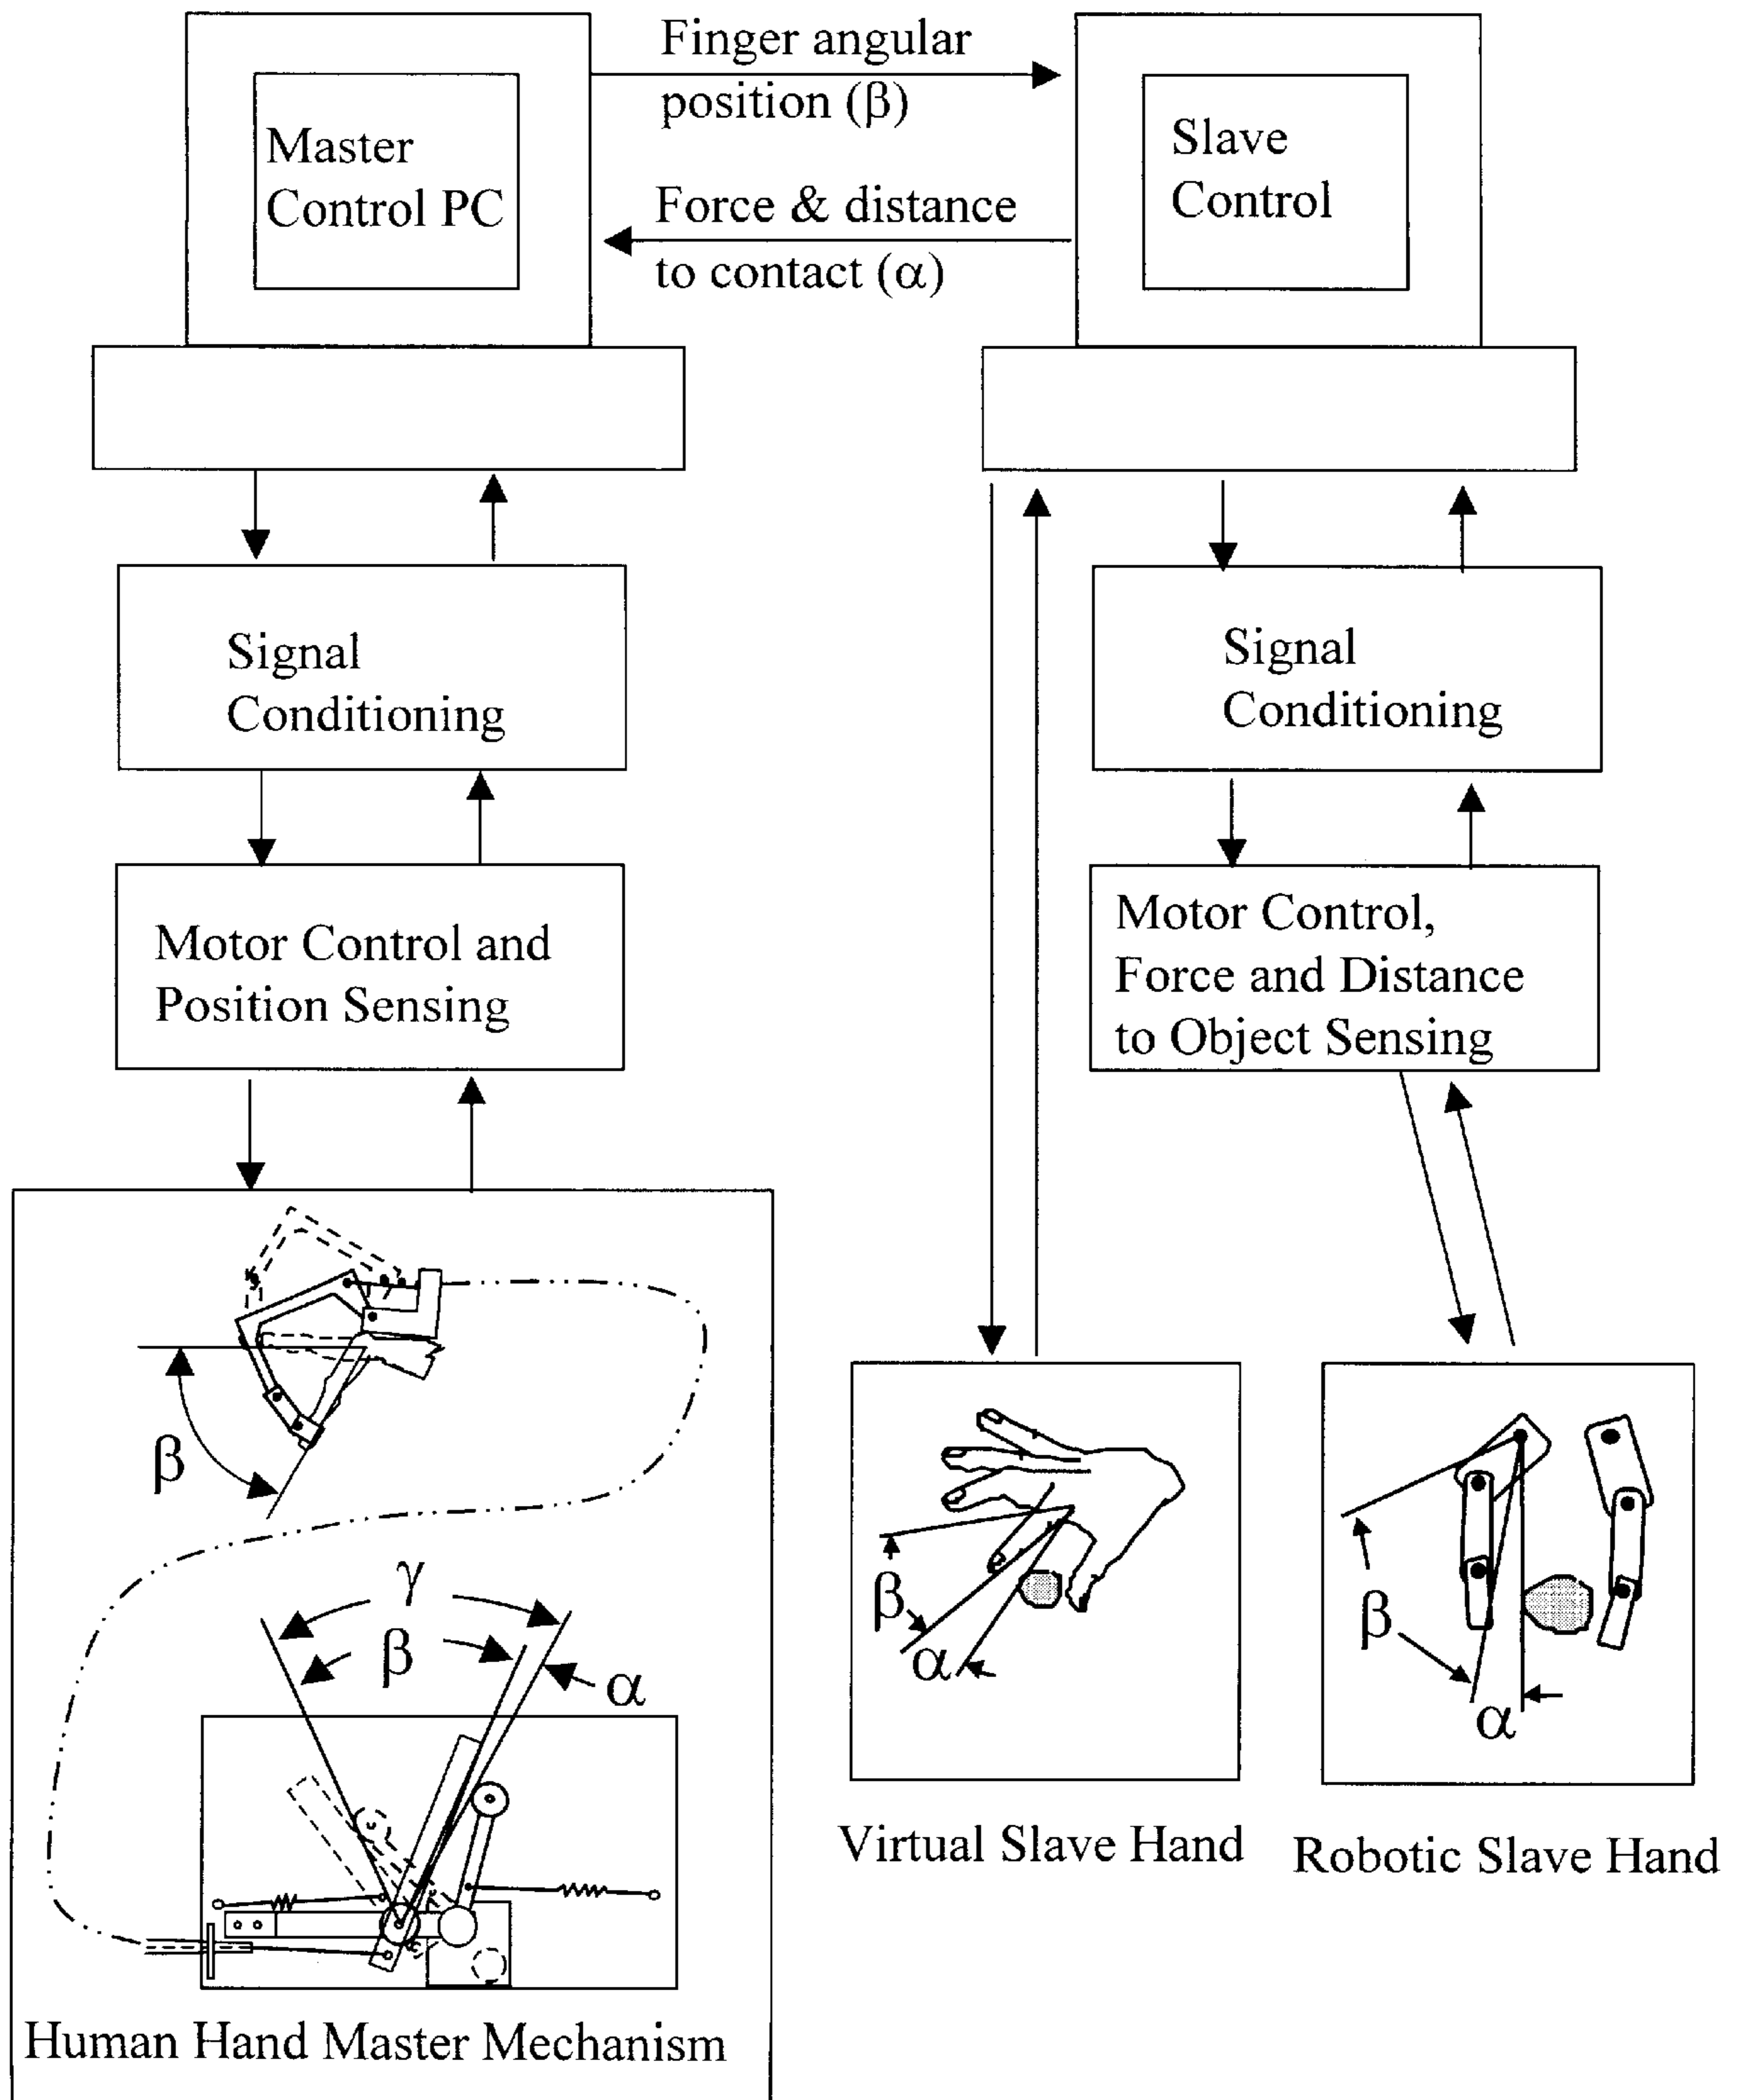 Finger angular
position (β)
Master
Control PC
Slave
Control
Force & distance
to contact (α)
Signal
Conditioning
Signal
Conditioning
Motor Control and
Position Sensing
Motor Control,
Force and Distance
to Object Sensing
β
γ
β
α
β
α
β
α
Virtual Slave Hand
Robotic Slave Hand
Human Hand Master Mechanism